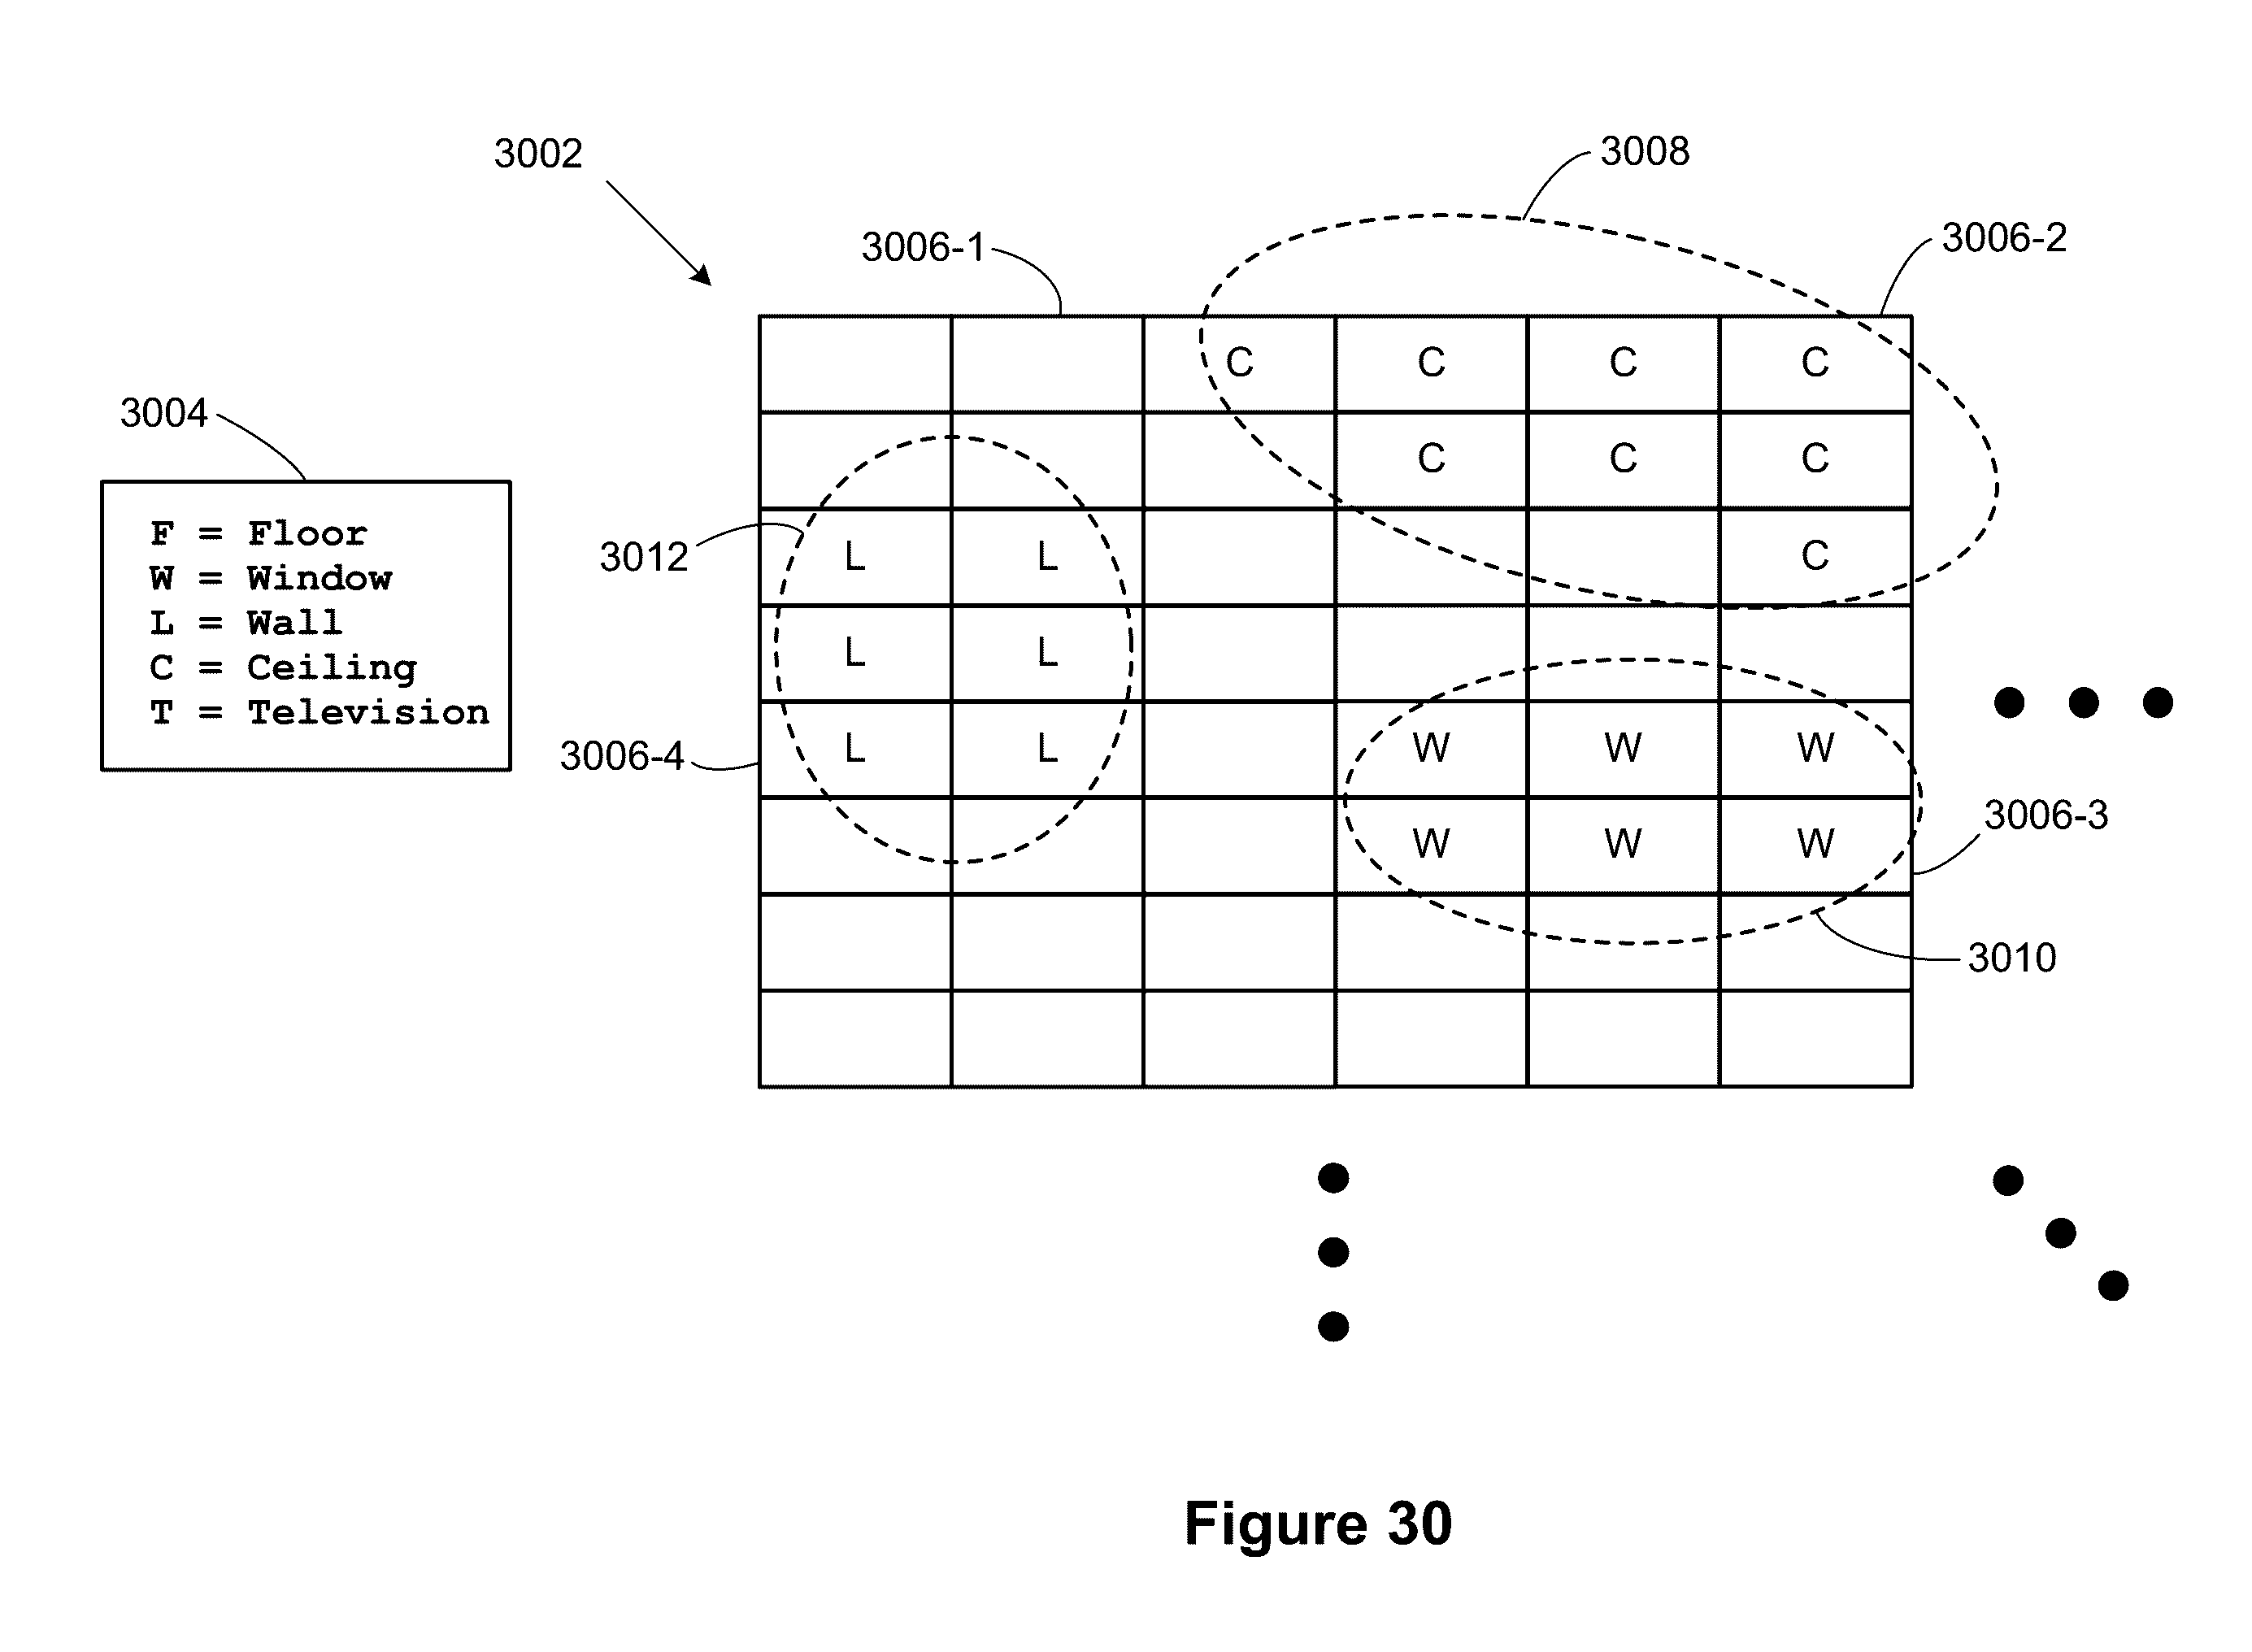 3002
3008
3006-1
3006-2
C C C C
3004
C C C
F = Floor
W = Window
L = Wall
C = Ceiling
T = Television
3012
L L C
L L
3006-4
L L W W W
3006-3
W W W
3010
Figure 30